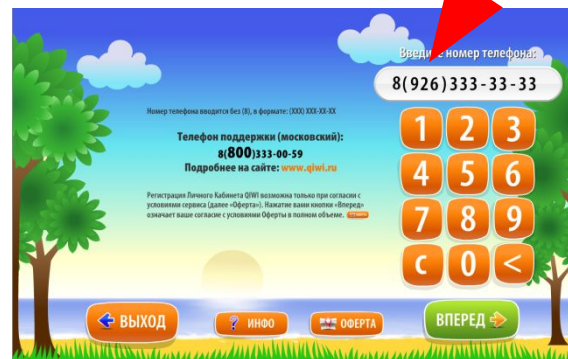 Введите номер телефона:
8(926)333-33-33
Номер телефона вводится без (8), в формате: (XXX) XXX-XX-XX
Телефон поддержки (московский):
8(800)333-00-59
Подробнее на сайте: www.qiwi.ru
Регистрация Личного Кабинета QIWI возможна только при согласии с
условиями сервиса (далее «Оферта»). Нажатие вами кнопки «Вперед»
означает ваше согласие с условиями Оферты в полном объеме.
1 2 3
4 5 6
7 8 9
С 0 <
ВЫХОД
? ИНФО
ОФЕРТА
ВПЕРЕД